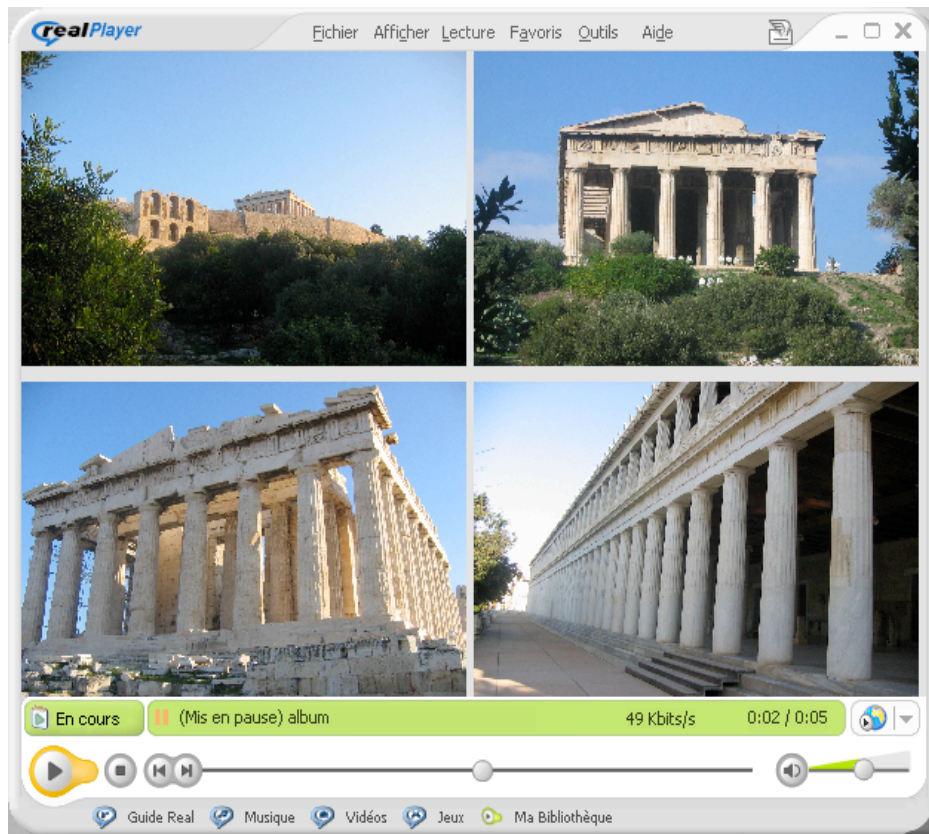 realPlayer Fichier Afficher Lecture Favoris Outils Aide
En cours (Mis en pause) album 49 Kbits/s 0:02 / 0:05
Guide Real Musique Vidéos Jeux Ma Bibliothèque